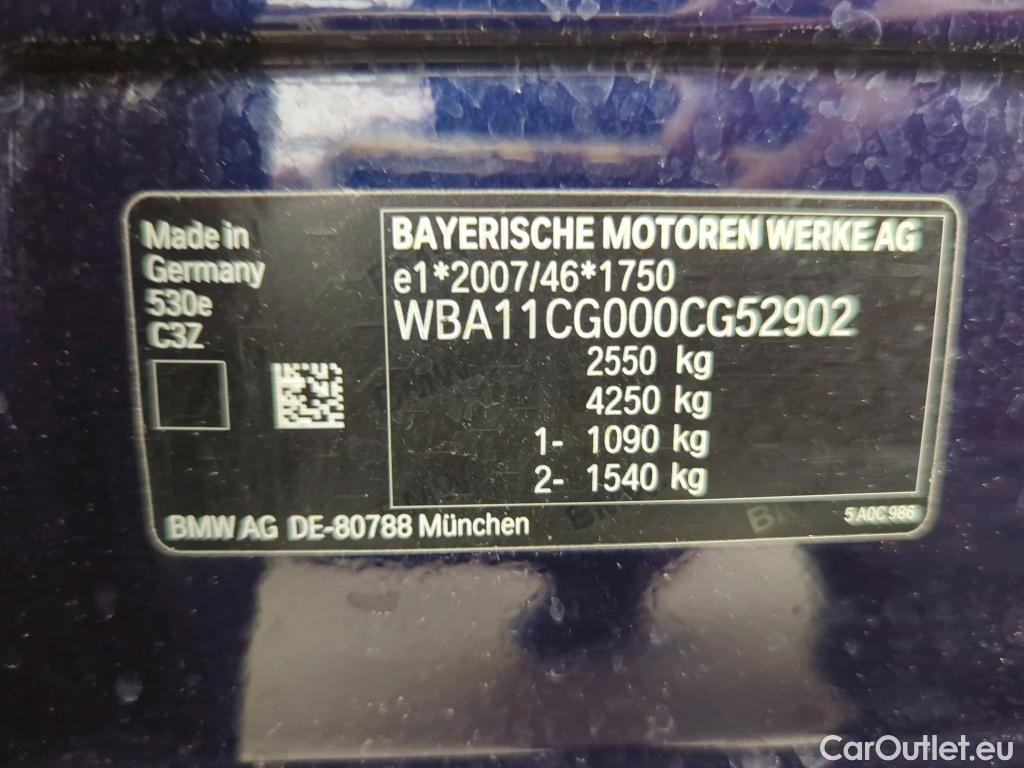 Made in
Germany
530e
C3Z
BAYERISCHE MOTOREN WERKE AG
e1*2007/46*1750
WBA11CG000CG52902
2550 kg
4250 kg
1- 1090 kg
2- 1540 kg
BMW AG DE-80788 München
5 A0C 986
CarOutlet.eu